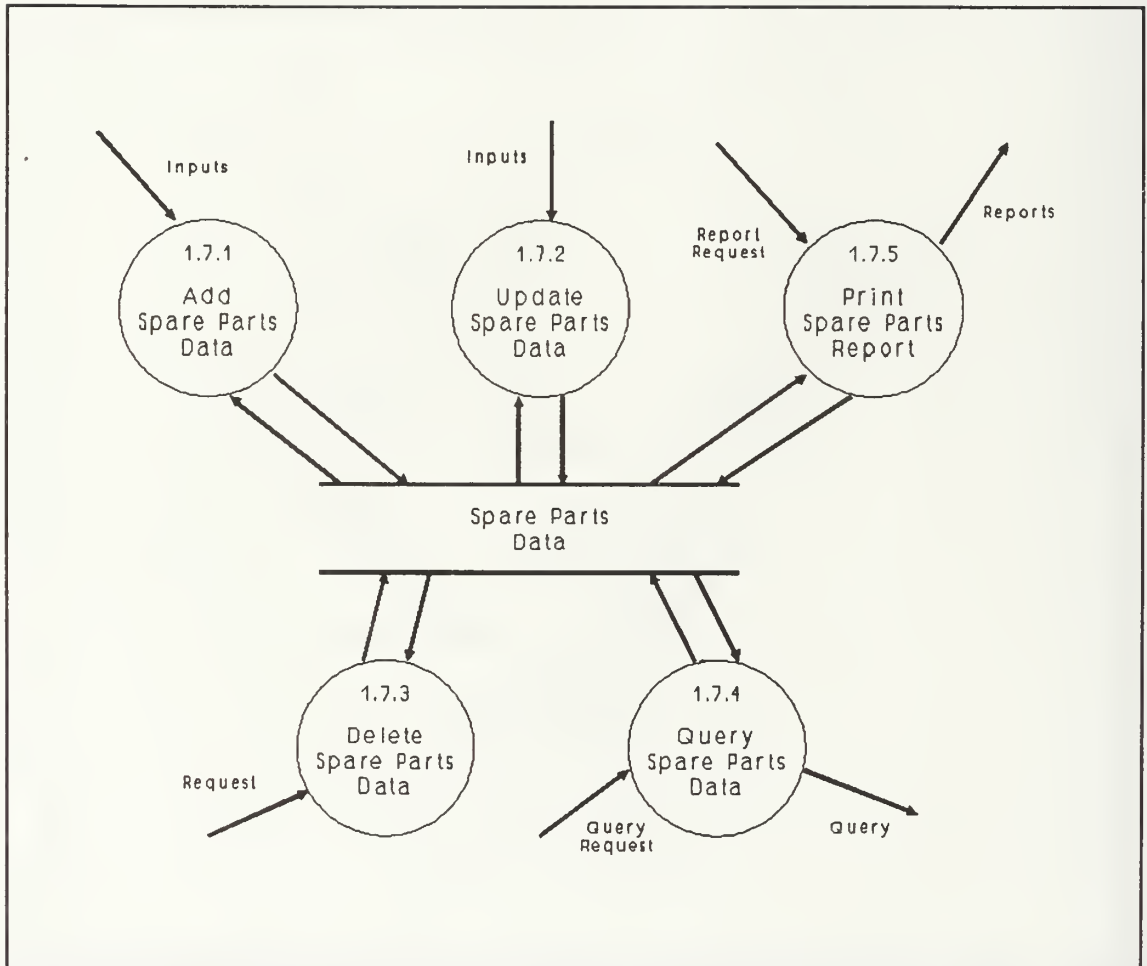 Inputs
1.7.1
Add
Spare Parts
Data
Inputs
1.7.2
Update
Spare Parts
Data
Report
Request
1.7.5
Print
Spare Parts
Report
Reports
Spare Parts
Data
1.7.3
Delete
Spare Parts
Data
Request
1.7.4
Query
Spare Parts
Data
Query
Request
Query